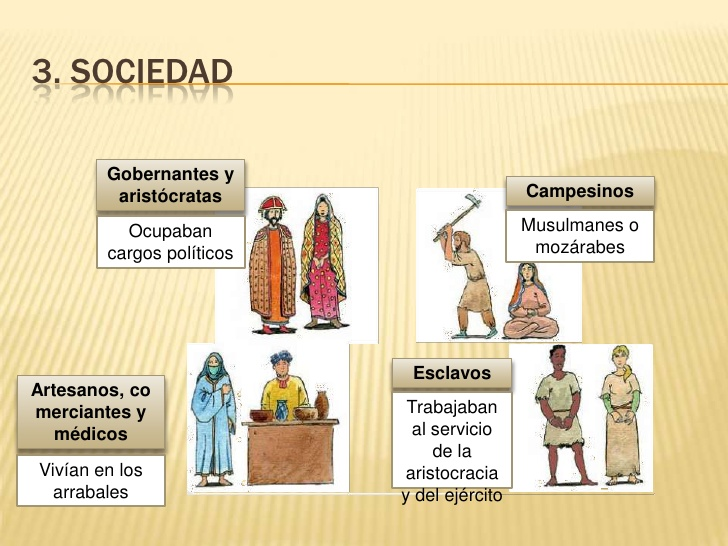 3. SOCIEDAD
Gobernantes y
aristócratas
Ocupaban
cargos políticos
Campesinos
Musulmanes o
mozárabes
Artesanos, co
merciantes y
médicos
Vivían en los
arrabales
Esclavos
Trabajaban
al servicio
de la
aristocracia
y del ejército